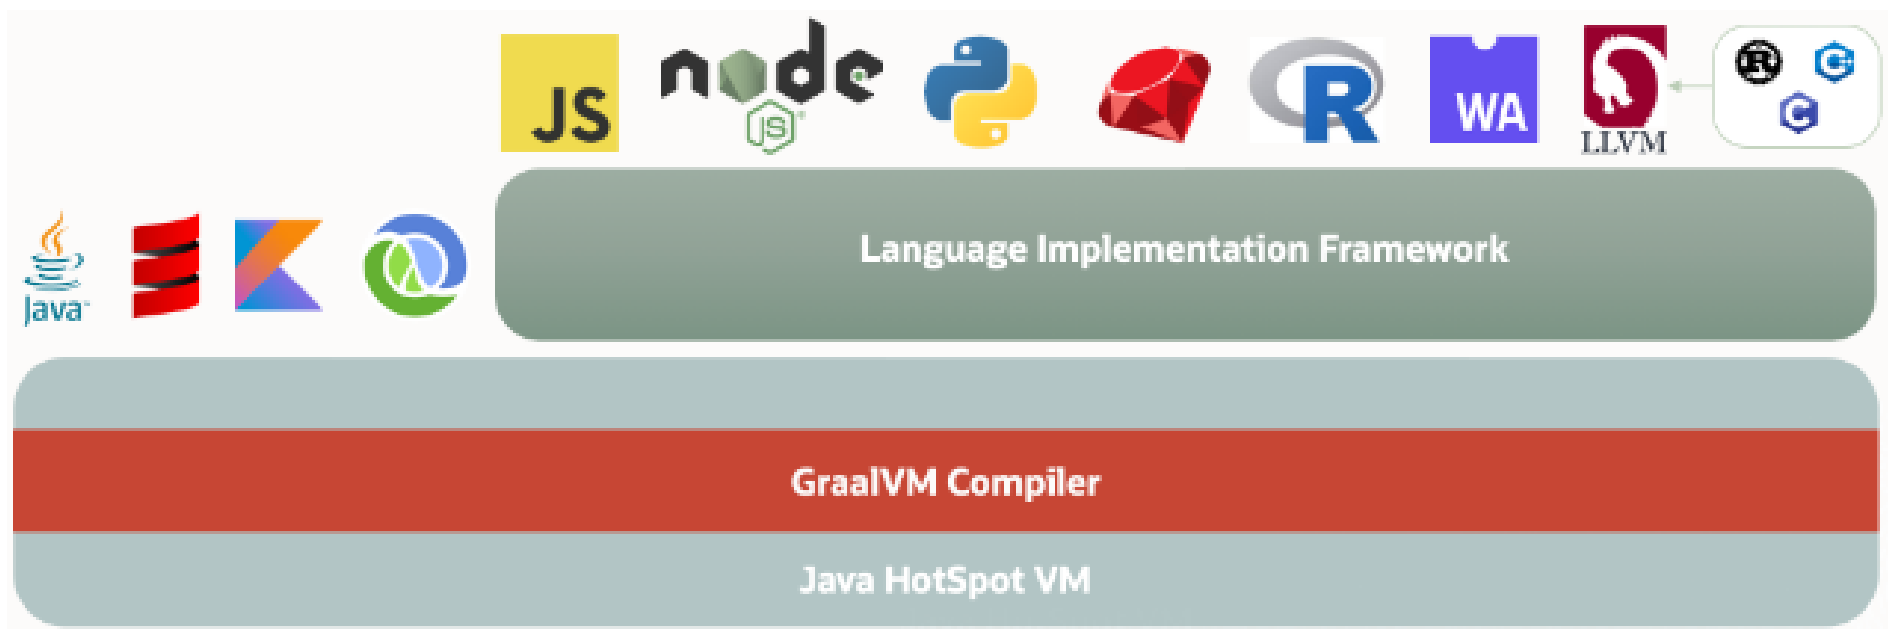 JS
node
JS
R
WA
LLVM
R
C
C
Java
Language Implementation Framework
GraalVM Compiler
Java HotSpot VM